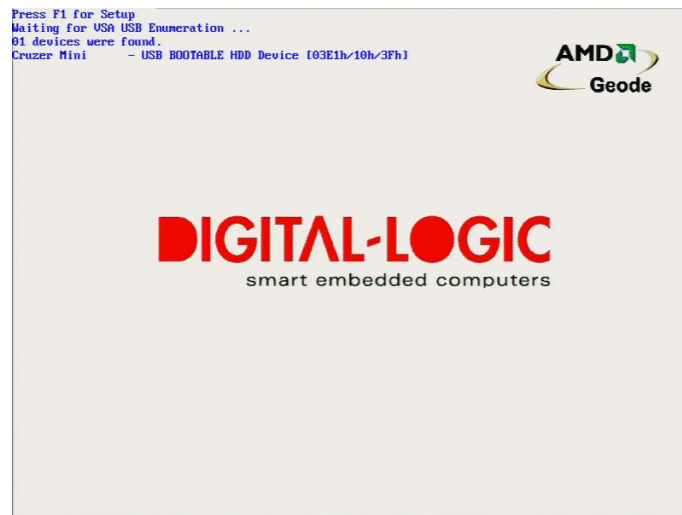 Press F1 for Setup
Waiting for VSA USB Enumeration ...
01 devices were found.
Cruzer Mini - USB BOOTABLE HDD Device [03E1h/10h/3Fh]
AMD
Geode
DIGITAL-LOGIC
smart embedded computers